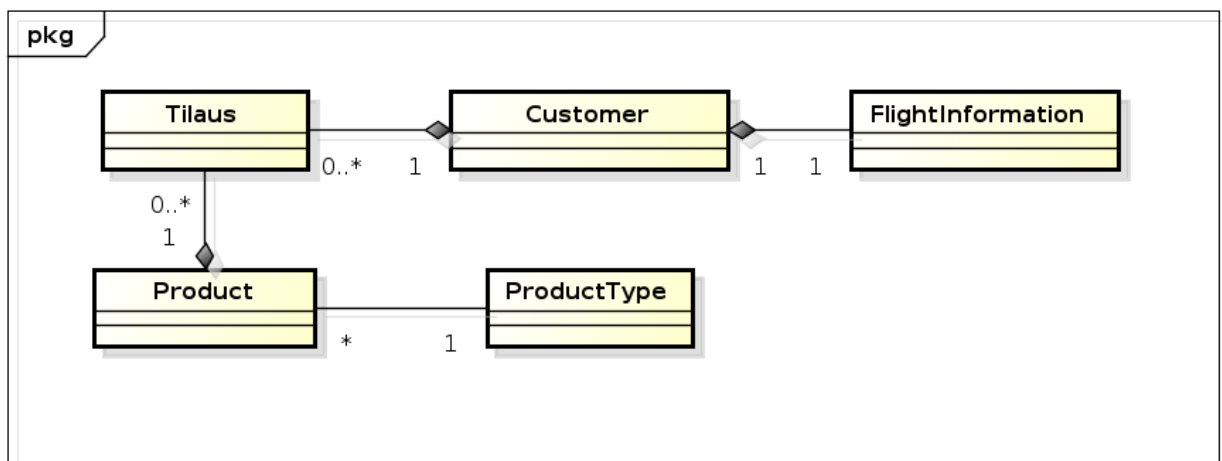 pkg
Tilaus
Customer
FlightInformation
0..* 1
1 1
0..*
1
Product
ProductType
* 1